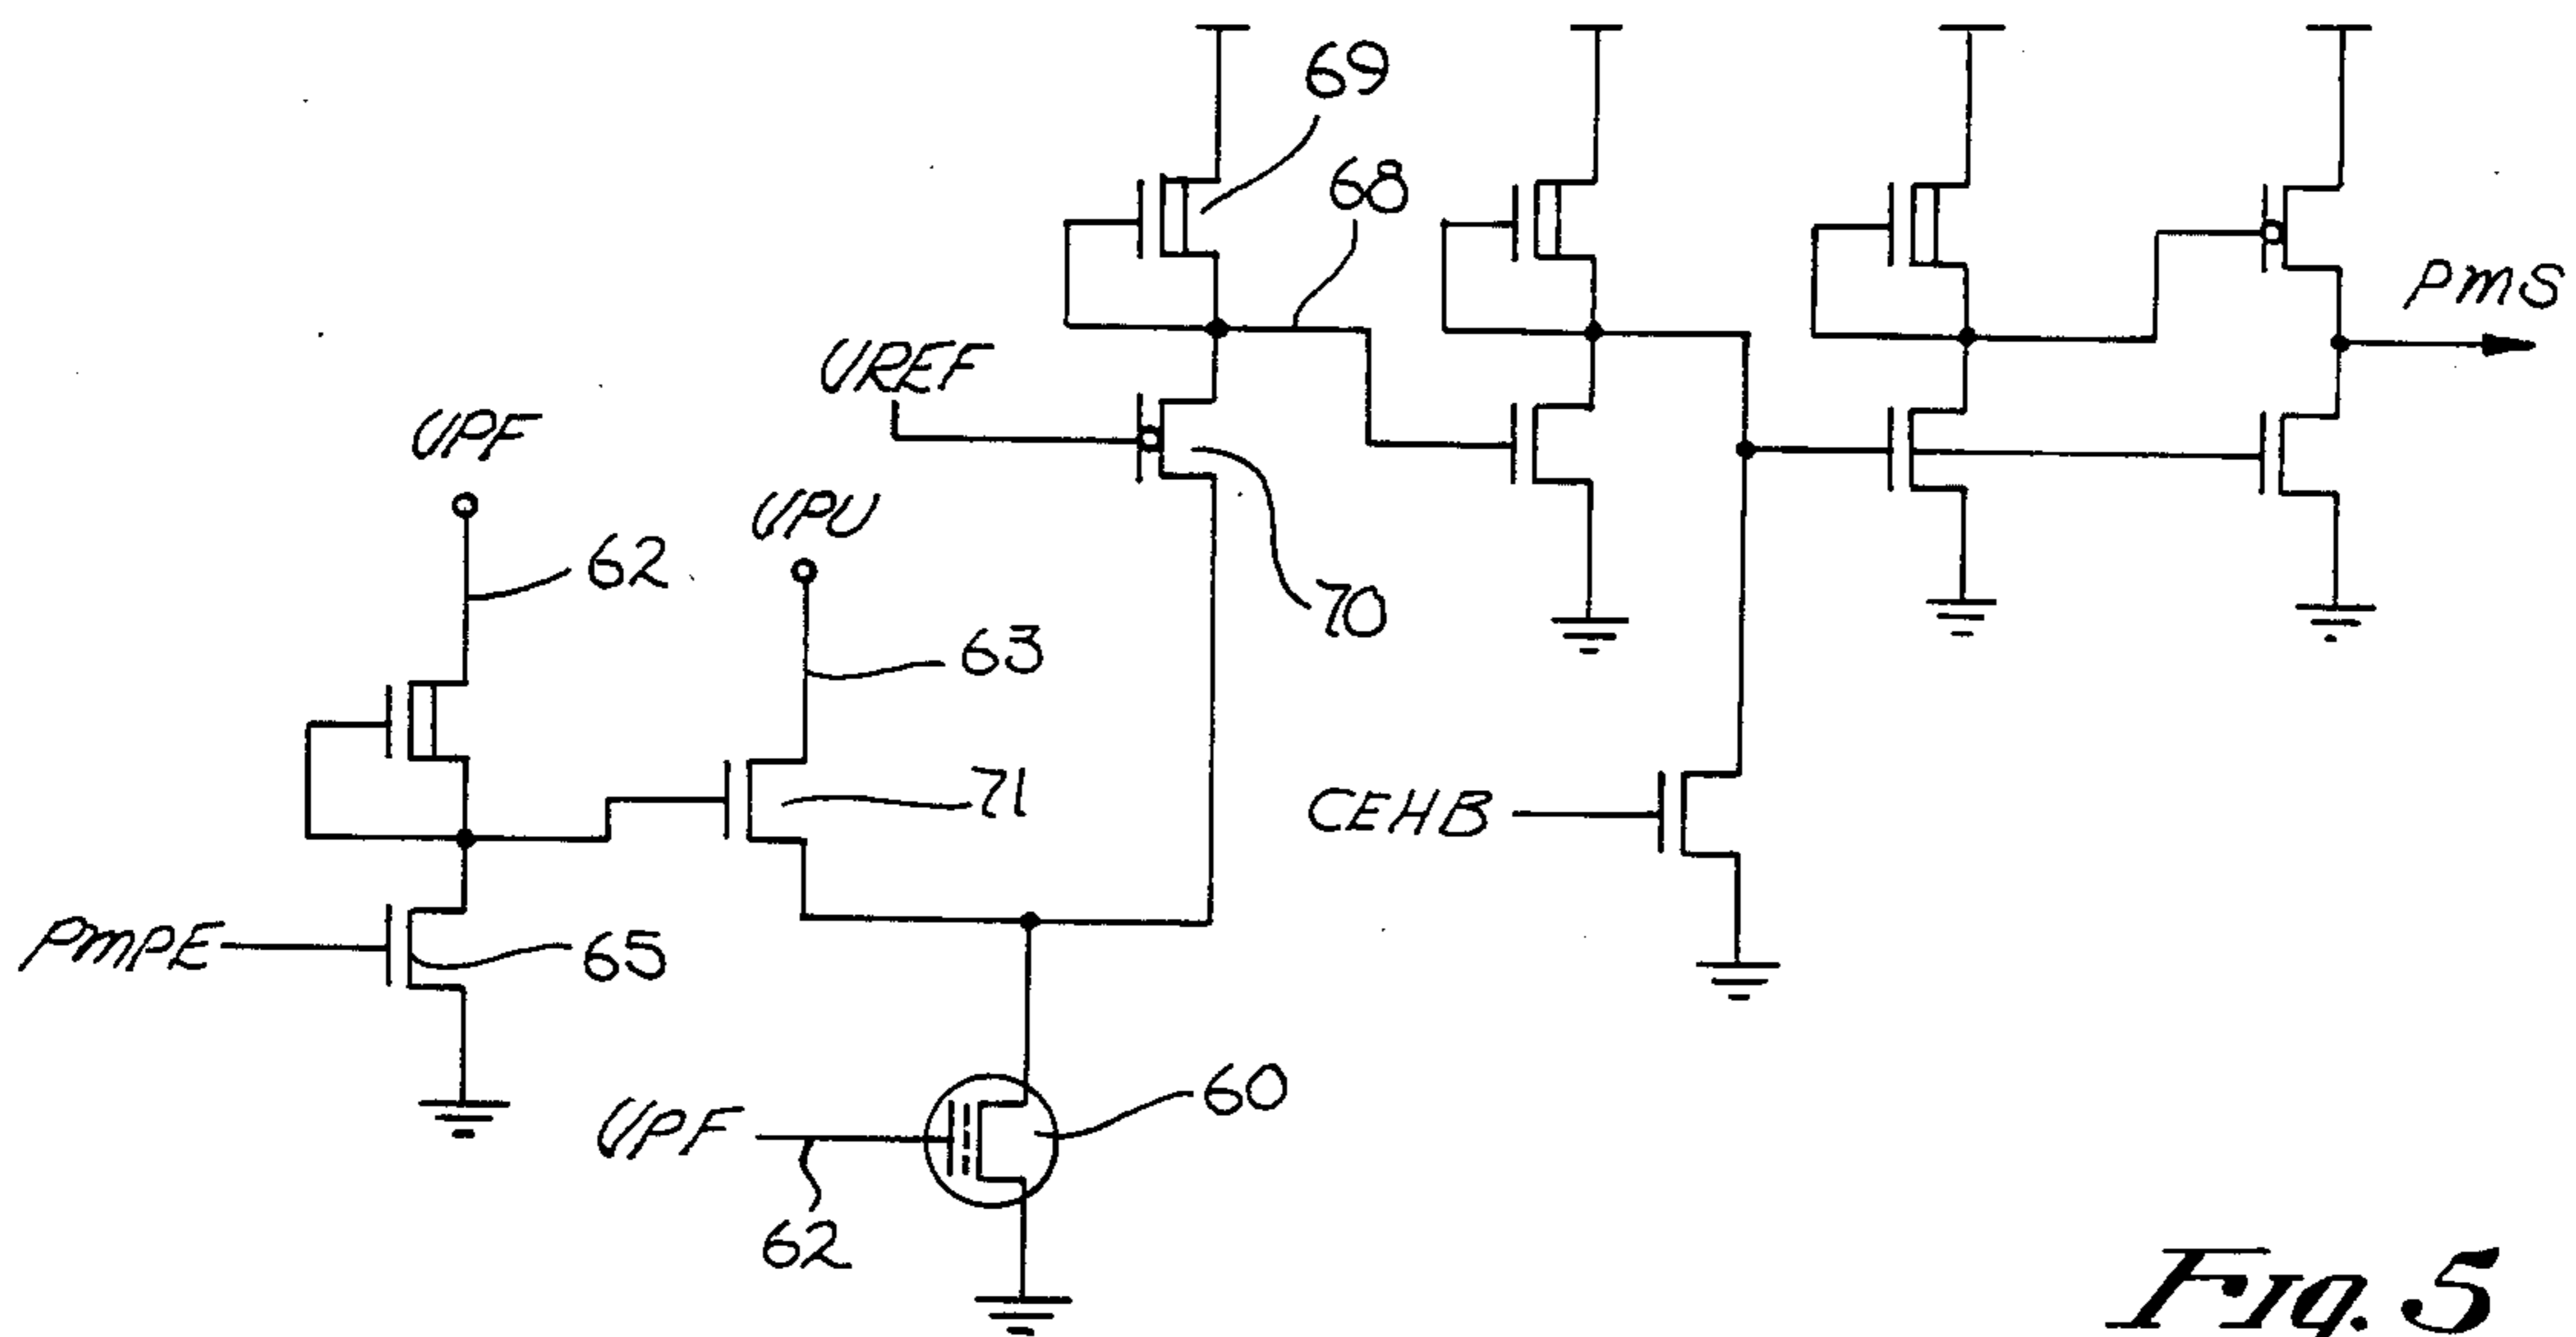 69
68
PMS
VREF
VPF
VPU
62
70
63
71
CEHB
PMPE
65
60
VPF
62
Fig. 5